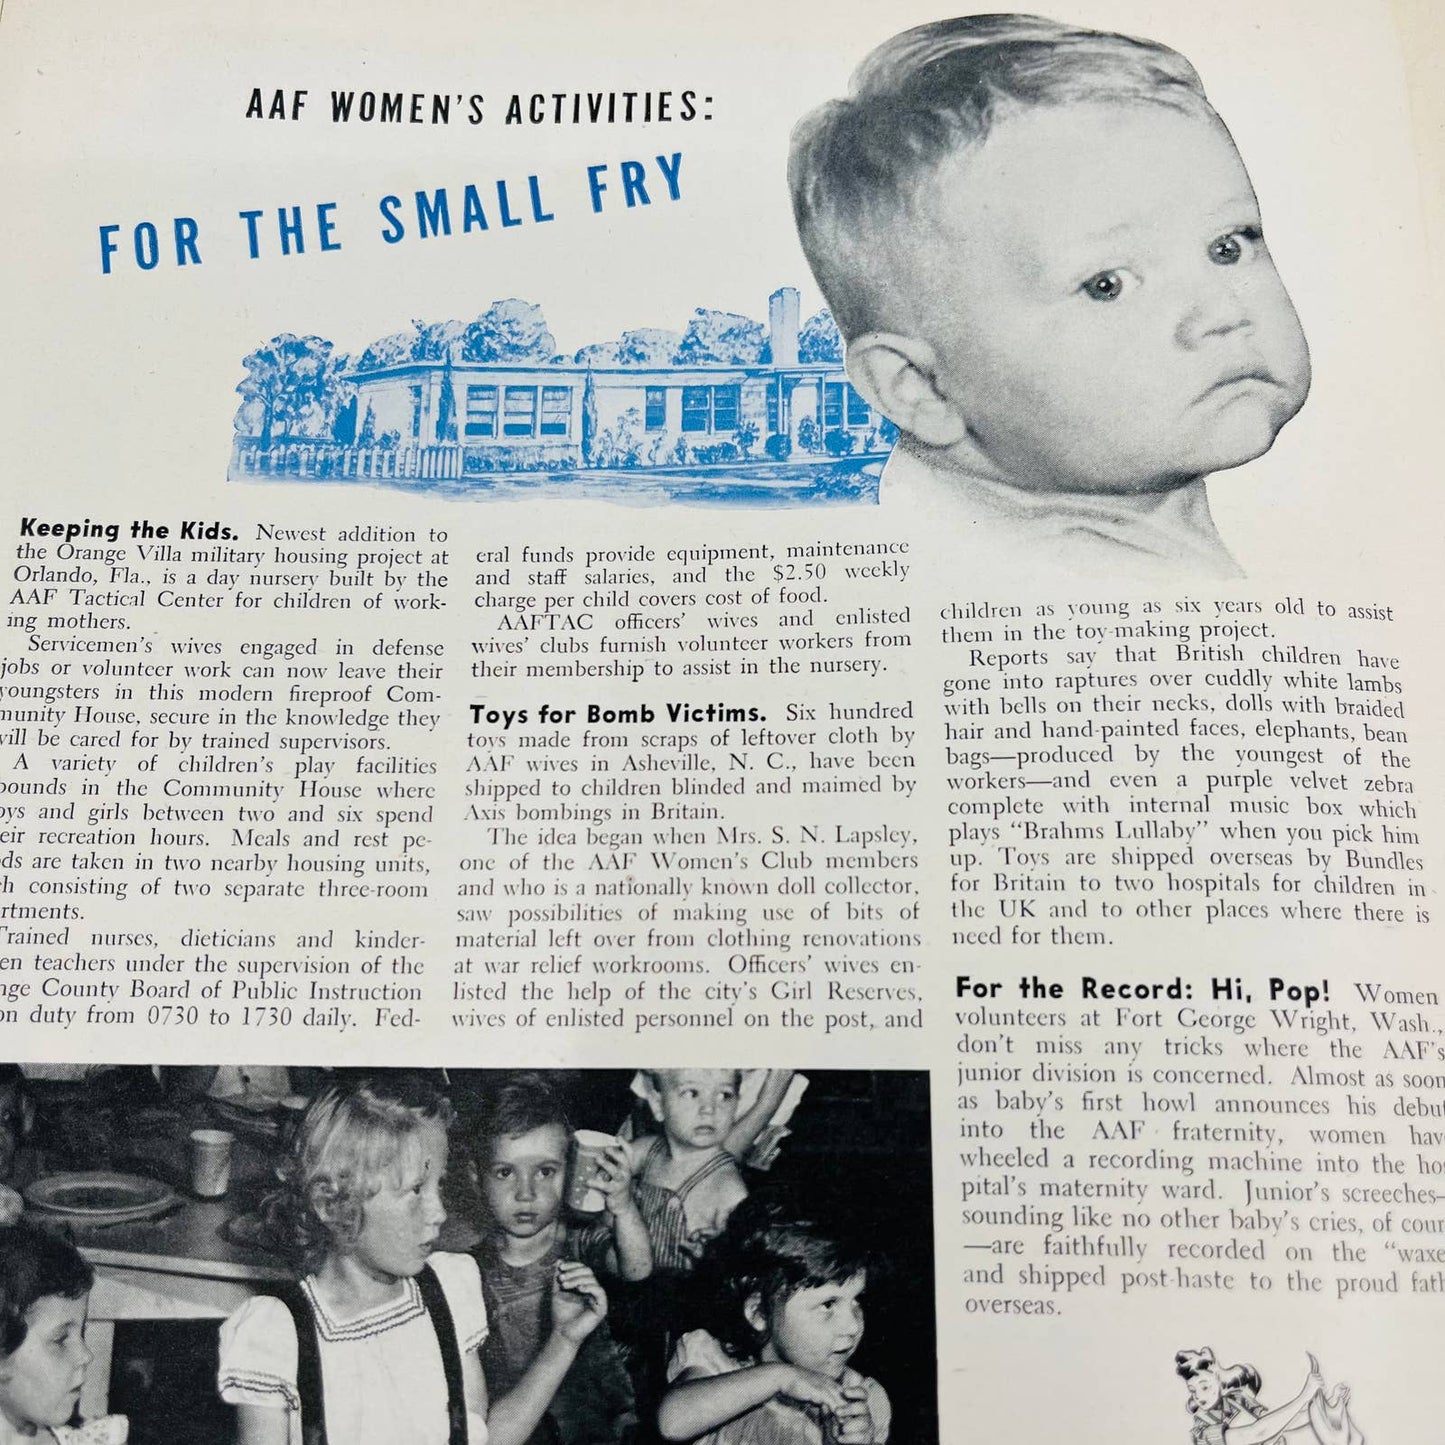 AAF WOMEN'S ACTIVITIES:
FOR THE SMALL FRY
Keeping the Kids. Newest addition to
the Orange Villa military housing project at
Orlando, Fla., is a day nursery built by the
AAF Tactical Center for children of work-
ing mothers.
Servicemen's wives engaged in defense
jobs or volunteer work can now leave their
youngsters in this modern fireproof Com-
munity House, secure in the knowledge they
will be cared for by trained supervisors.
A variety of children's play facilities
bounds in the Community House where
oys and girls between two and six spend
eir recreation hours. Meals and rest pe-
ds are taken in two nearby housing units,
h consisting of two separate three-room
rtments.
Trained nurses, dieticians and kinder-
en teachers under the supervision of the
nge County Board of Public Instruction
on duty from 0730 to 1730 daily. Fed-
eral funds provide equipment, maintenance
and staff salaries, and the $2.50 weekly
charge per child covers cost of food.
AAFTAC officers' wives and enlisted
wives' clubs furnish volunteer workers from
their membership to assist in the nursery.
Toys for Bomb Victims. Six hundred
toys made from scraps of leftover cloth by
AAF wives in Asheville, N. C., have been
shipped to children blinded and maimed by
Axis bombings in Britain.
The idea began when Mrs. S. N. Lapsley,
one of the AAF Women's Club members
and who is a nationally known doll collector,
saw possibilities of making use of bits of
material left over from clothing renovations
at war relief workrooms. Officers' wives en-
listed the help of the city's Girl Reserves,
wives of enlisted personnel on the post, and
children as young as six years old to assist
them in the toy-making project.
Reports say that British children have
gone into raptures over cuddly white lambs
with bells on their necks, dolls with braided
hair and hand-painted faces, elephants, bean
bags—produced by the youngest of the
workers—and even a purple velvet zebra
complete with internal music box which
plays "Brahms Lullaby" when you pick him
up. Toys are shipped overseas by Bundles
for Britain to two hospitals for children in
the UK and to other places where there is
need for them.
For the Record: Hi, Pop! Women
volunteers at Fort George Wright, Wash.,
don't miss any tricks where the AAF's
junior division is concerned. Almost as soon
as baby's first howl announces his debut
into the AAF fraternity, women hav
wheeled a recording machine into the ho
pital's maternity ward. Junior's screeches—
sounding like no other baby's cries, of cour
—are faithfully recorded on the "waxe
and shipped post-haste to the proud fath
overseas.